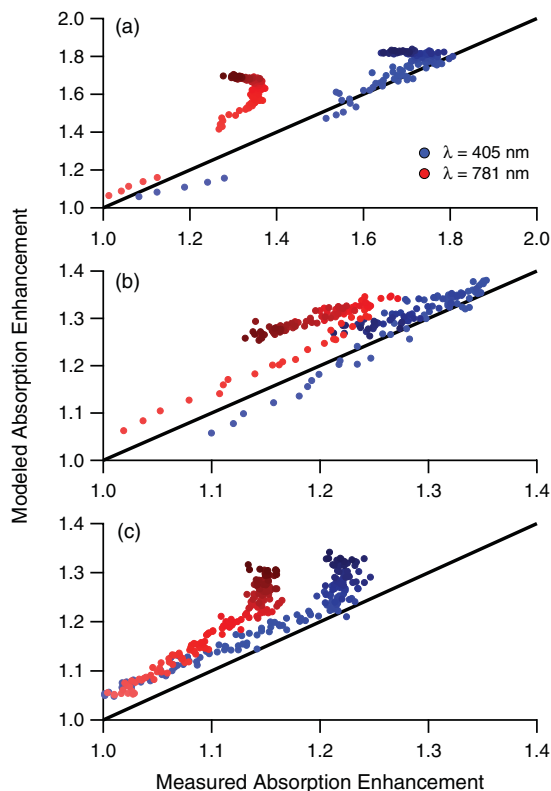 Modeled Absorption Enhancement
2.0
1.8
1.6
1.4
1.2
1.0
(a)
λ = 405 nm
λ = 781 nm
1.0 1.2 1.4 1.6 1.8 2.0
1.4
1.3
1.2
1.1
1.0
(b)
1.0 1.1 1.2 1.3 1.4
1.4
1.3
1.2
1.1
1.0
(c)
1.0 1.1 1.2 1.3 1.4
Measured Absorption Enhancement